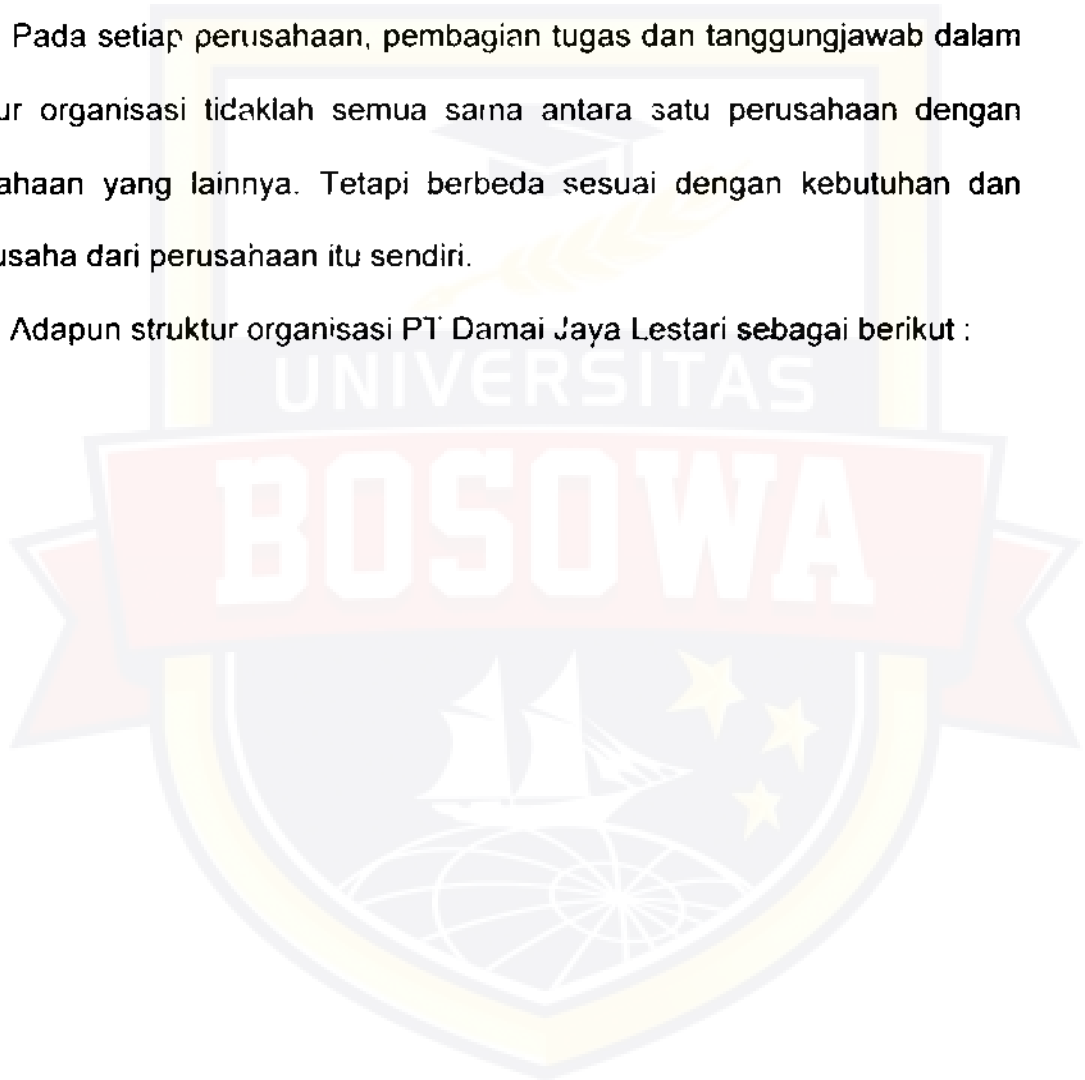 Pada setiap perusahaan, pembagian tugas dan tanggungjawab dalam
ur organisasi tidaklah semua sama antara satu perusahaan dengan
ahaan yang lainnya. Tetapi berbeda sesuai dengan kebutuhan dan
usaha dari perusahaan itu sendiri.
Adapun struktur organisasi PT Damai Jaya Lestari sebagai berikut :
UNIVERSITAS
BOSOWA